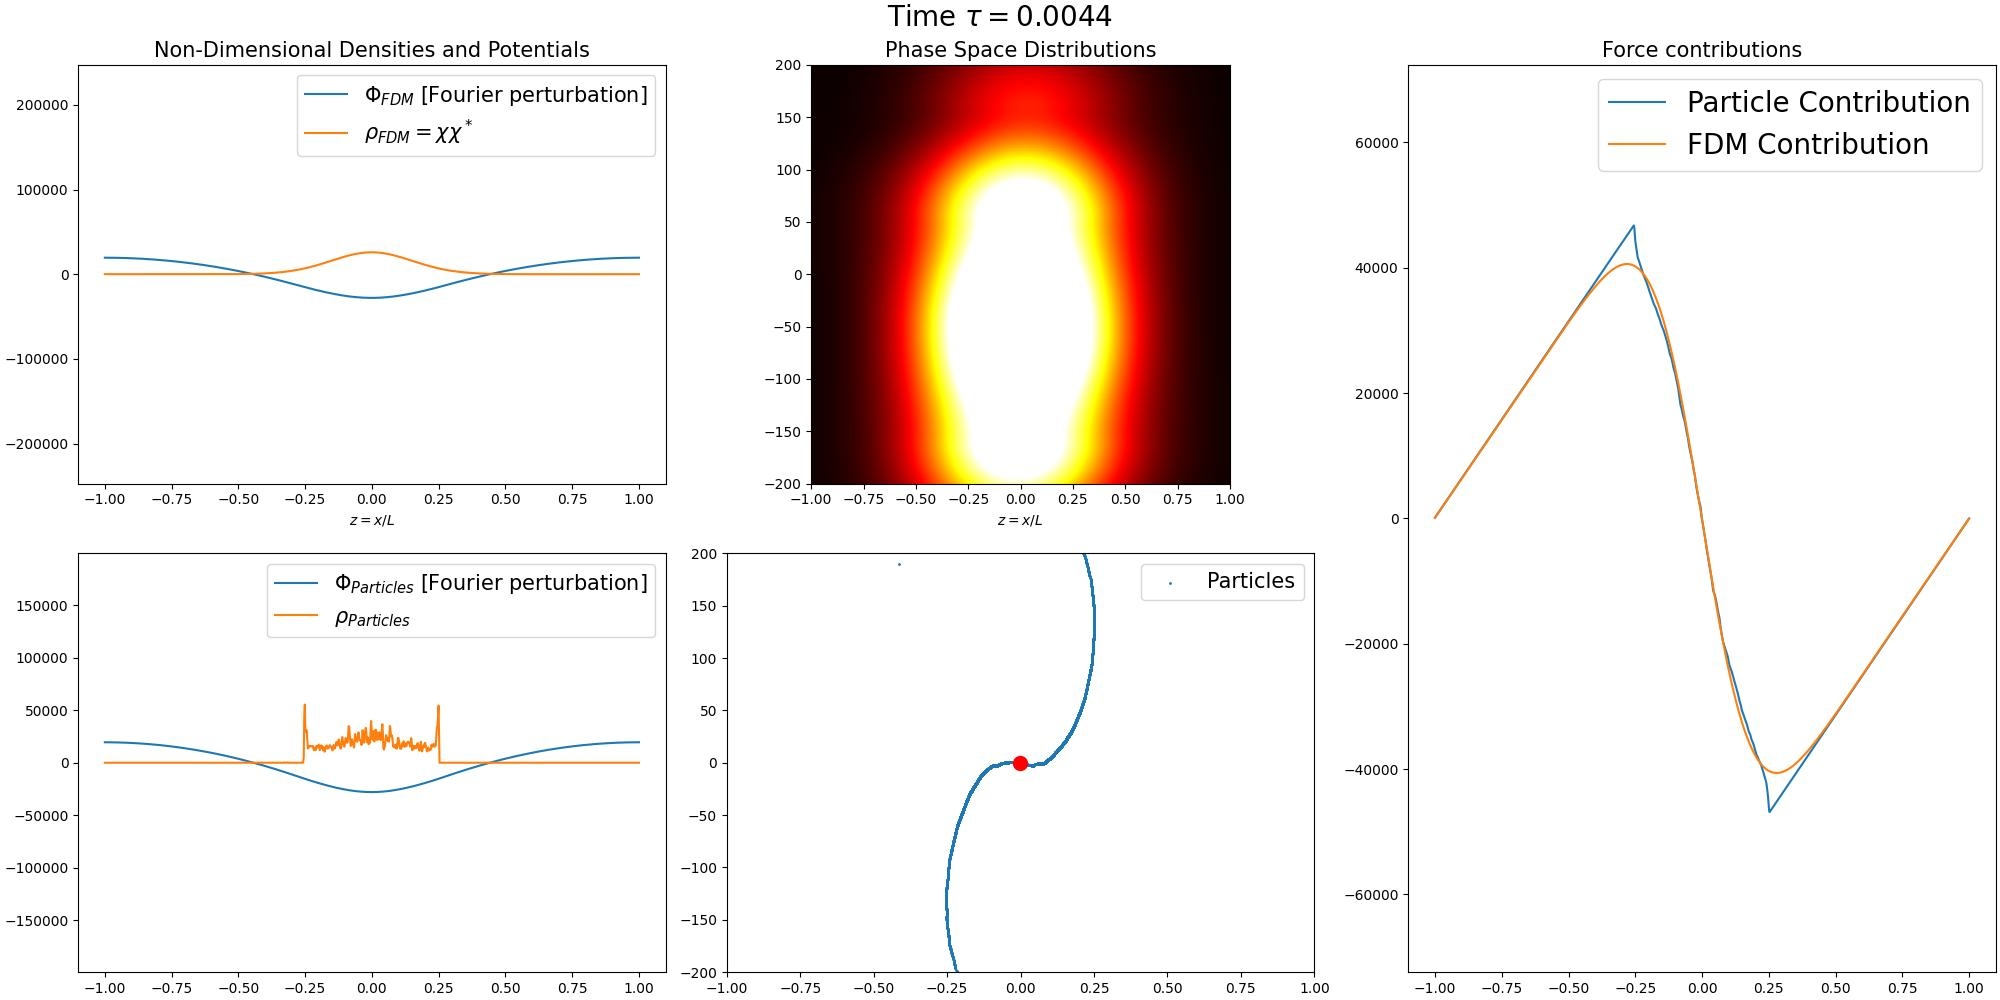 Time τ = 0.0044
Non-Dimensional Densities and Potentials
Φ_FDM [Fourier perturbation]
ρ_FDM = χχ*
200000
100000
0
−100000
−200000
−1.00 −0.75 −0.50 −0.25 0.00 0.25 0.50 0.75 1.00
z = x/L
Phase Space Distributions
200
150
100
50
0
−50
−100
−150
−200
−1.00 −0.75 −0.50 −0.25 0.00 0.25 0.50 0.75 1.00
z = x/L
Force contributions
Particle Contribution
FDM Contribution
60000
40000
20000
0
−20000
−40000
−60000
−1.00 −0.75 −0.50 −0.25 0.00 0.25 0.50 0.75 1.00
Φ_Particles [Fourier perturbation]
ρ_Particles
150000
100000
50000
0
−50000
−100000
−150000
−1.00 −0.75 −0.50 −0.25 0.00 0.25 0.50 0.75 1.00
Particles
200
150
100
50
0
−50
−100
−150
−200
−1.00 −0.75 −0.50 −0.25 0.00 0.25 0.50 0.75 1.00